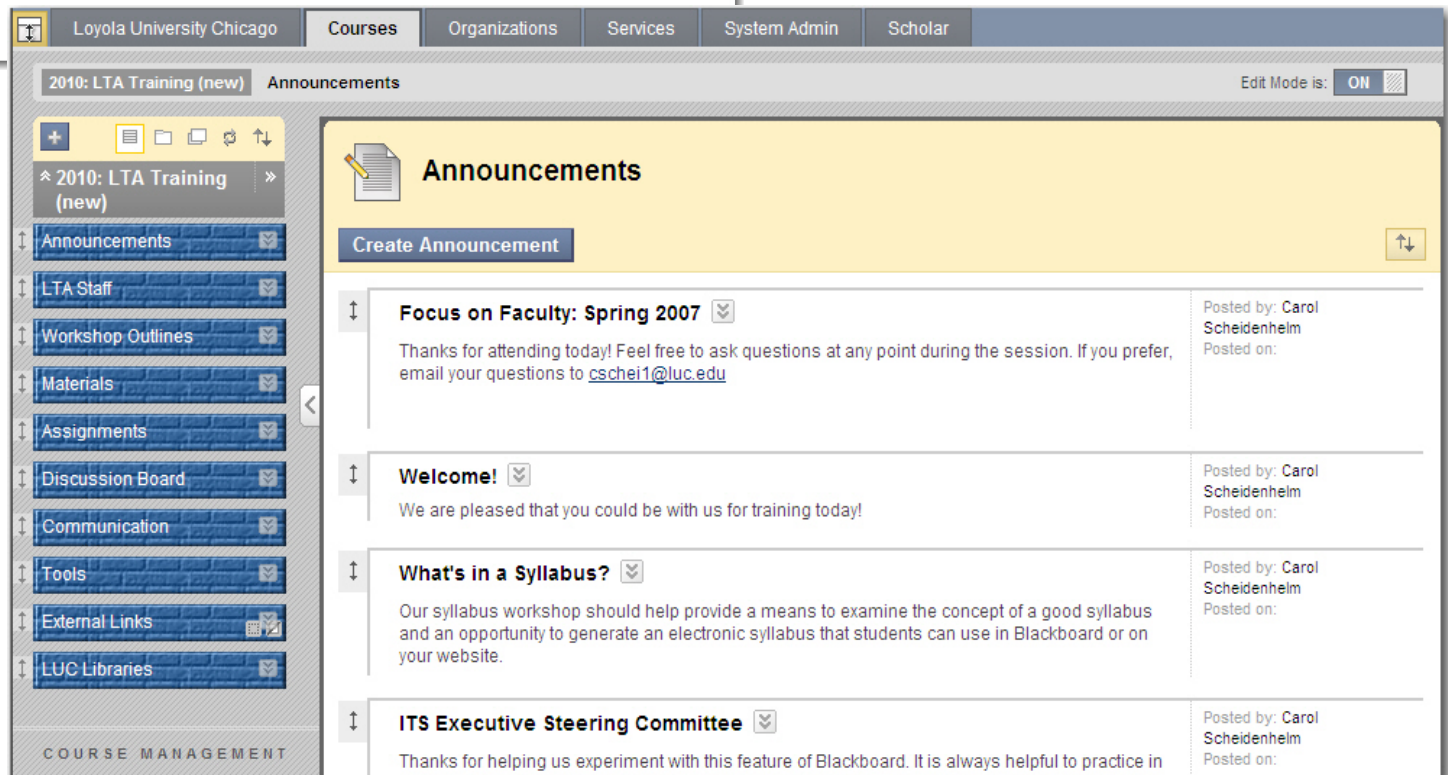 Loyola University Chicago Courses Organizations Services System Admin Scholar
2010: LTA Training (new) Announcements Edit Mode is: ON
2010: LTA Training
(new)
Announcements
LTA Staff
Workshop Outlines
Materials
Assignments
Discussion Board
Communication
Tools
External Links
LUC Libraries
COURSE MANAGEMENT
Announcements
Create Announcement
Focus on Faculty: Spring 2007
Thanks for attending today! Feel free to ask questions at any point during the session. If you prefer,
email your questions to cschei1@luc.edu
Posted by: Carol
Scheidenhelm
Posted on:
Welcome!
We are pleased that you could be with us for training today!
Posted by: Carol
Scheidenhelm
Posted on:
What's in a Syllabus?
Our syllabus workshop should help provide a means to examine the concept of a good syllabus
and an opportunity to generate an electronic syllabus that students can use in Blackboard or on
your website.
Posted by: Carol
Scheidenhelm
Posted on:
ITS Executive Steering Committee
Thanks for helping us experiment with this feature of Blackboard. It is always helpful to practice in
Posted by: Carol
Scheidenhelm
Posted on: